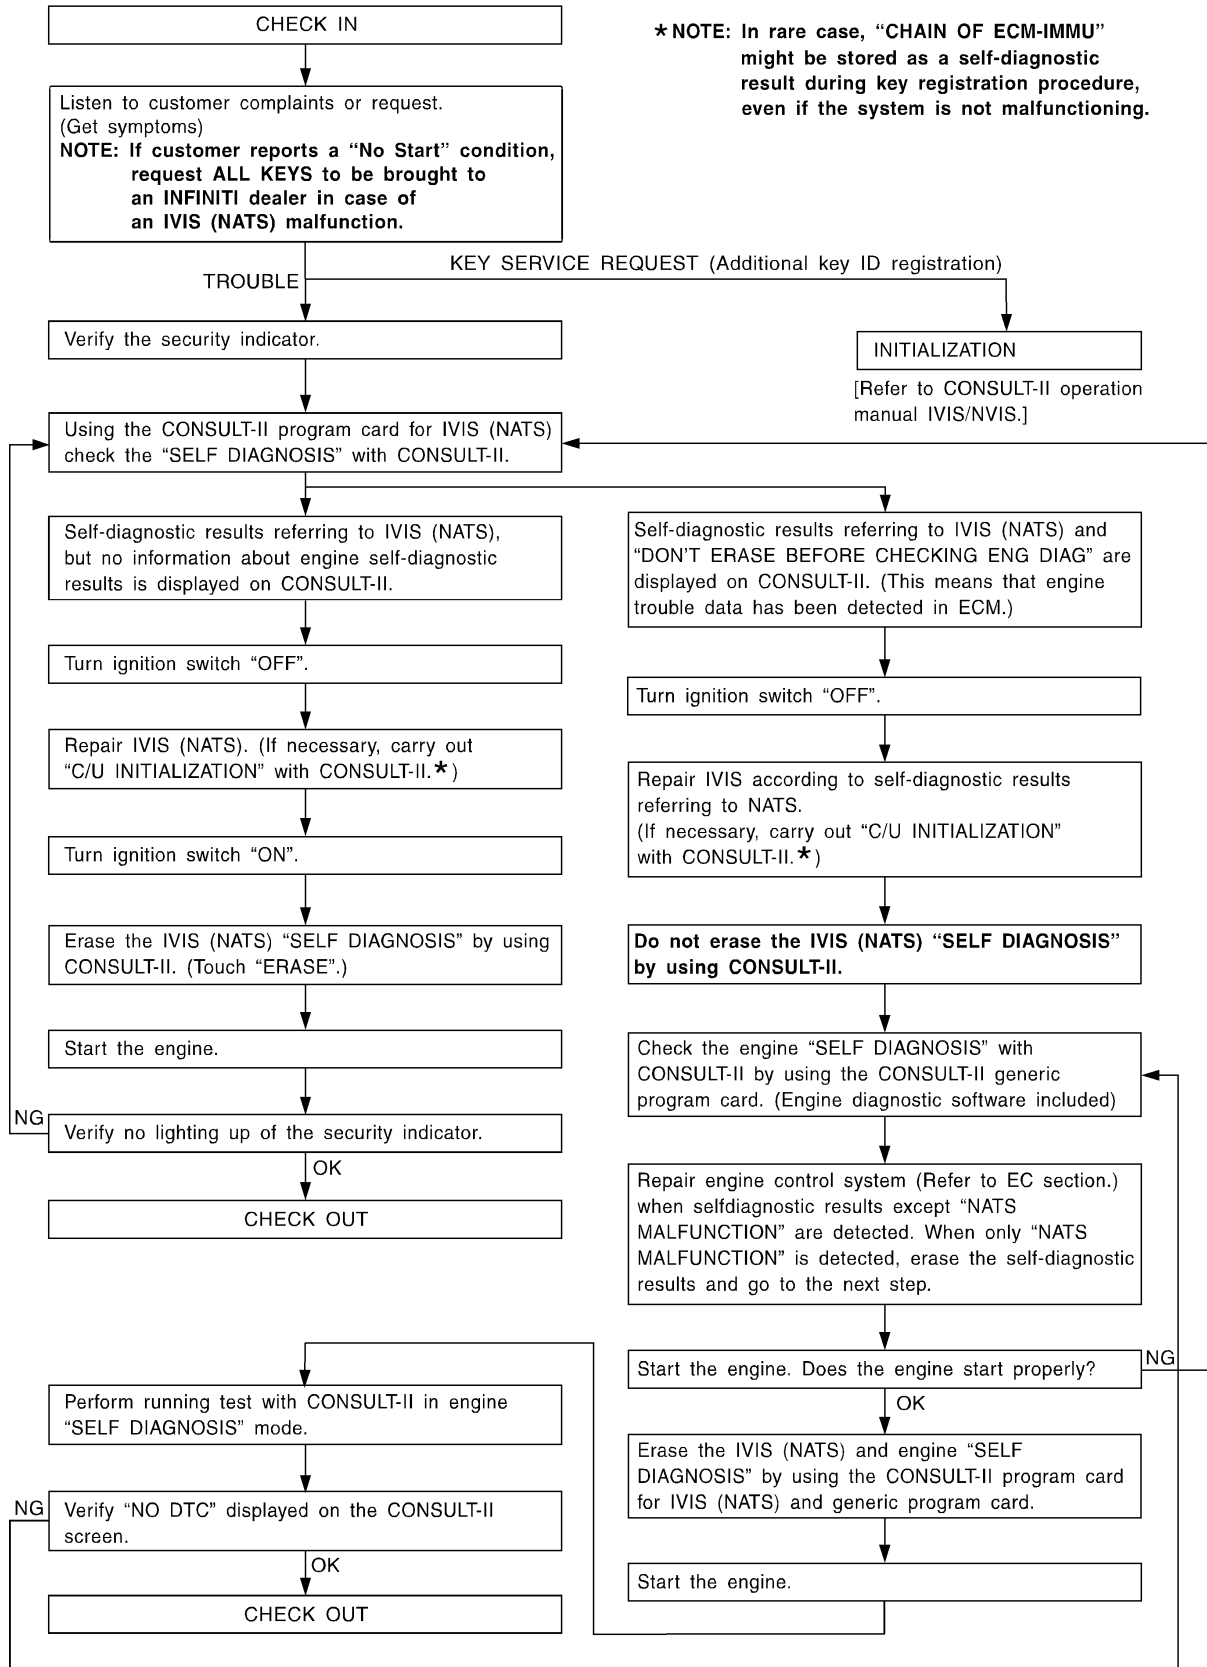 CHECK IN
* NOTE: In rare case, “CHAIN OF ECM-IMMU”
might be stored as a self-diagnostic
result during key registration procedure,
even if the system is not malfunctioning.
Listen to customer complaints or request.
(Get symptoms)
NOTE: If customer reports a “No Start” condition,
request ALL KEYS to be brought to
an INFINITI dealer in case of
an IVIS (NATS) malfunction.
KEY SERVICE REQUEST (Additional key ID registration)
TROUBLE
Verify the security indicator.
INITIALIZATION
[Refer to CONSULT-II operation
manual IVIS/NVIS.]
Using the CONSULT-II program card for IVIS (NATS)
check the “SELF DIAGNOSIS” with CONSULT-II.
Self-diagnostic results referring to IVIS (NATS),
but no information about engine self-diagnostic
results is displayed on CONSULT-II.
Turn ignition switch “OFF”.
Repair IVIS (NATS). (If necessary, carry out
“C/U INITIALIZATION” with CONSULT-II.* )
Turn ignition switch “ON”.
Erase the IVIS (NATS) “SELF DIAGNOSIS” by using
CONSULT-II. (Touch “ERASE”.)
Start the engine.
NG
Verify no lighting up of the security indicator.
OK
CHECK OUT
Self-diagnostic results referring to IVIS (NATS) and
“DON’T ERASE BEFORE CHECKING ENG DIAG” are
displayed on CONSULT-II. (This means that engine
trouble data has been detected in ECM.)
Turn ignition switch “OFF”.
Repair IVIS according to self-diagnostic results
referring to NATS.
(If necessary, carry out “C/U INITIALIZATION”
with CONSULT-II.* )
Do not erase the IVIS (NATS) “SELF DIAGNOSIS”
by using CONSULT-II.
Check the engine “SELF DIAGNOSIS” with
CONSULT-II by using the CONSULT-II generic
program card. (Engine diagnostic software included)
Repair engine control system (Refer to EC section.)
when selfdiagnostic results except “NATS
MALFUNCTION” are detected. When only “NATS
MALFUNCTION” is detected, erase the self-diagnostic
results and go to the next step.
Start the engine. Does the engine start properly?
NG
OK
Erase the IVIS (NATS) and engine “SELF
DIAGNOSIS” by using the CONSULT-II program card
for IVIS (NATS) and generic program card.
Start the engine.
Perform running test with CONSULT-II in engine
“SELF DIAGNOSIS” mode.
NG
Verify “NO DTC” displayed on the CONSULT-II
screen.
OK
CHECK OUT